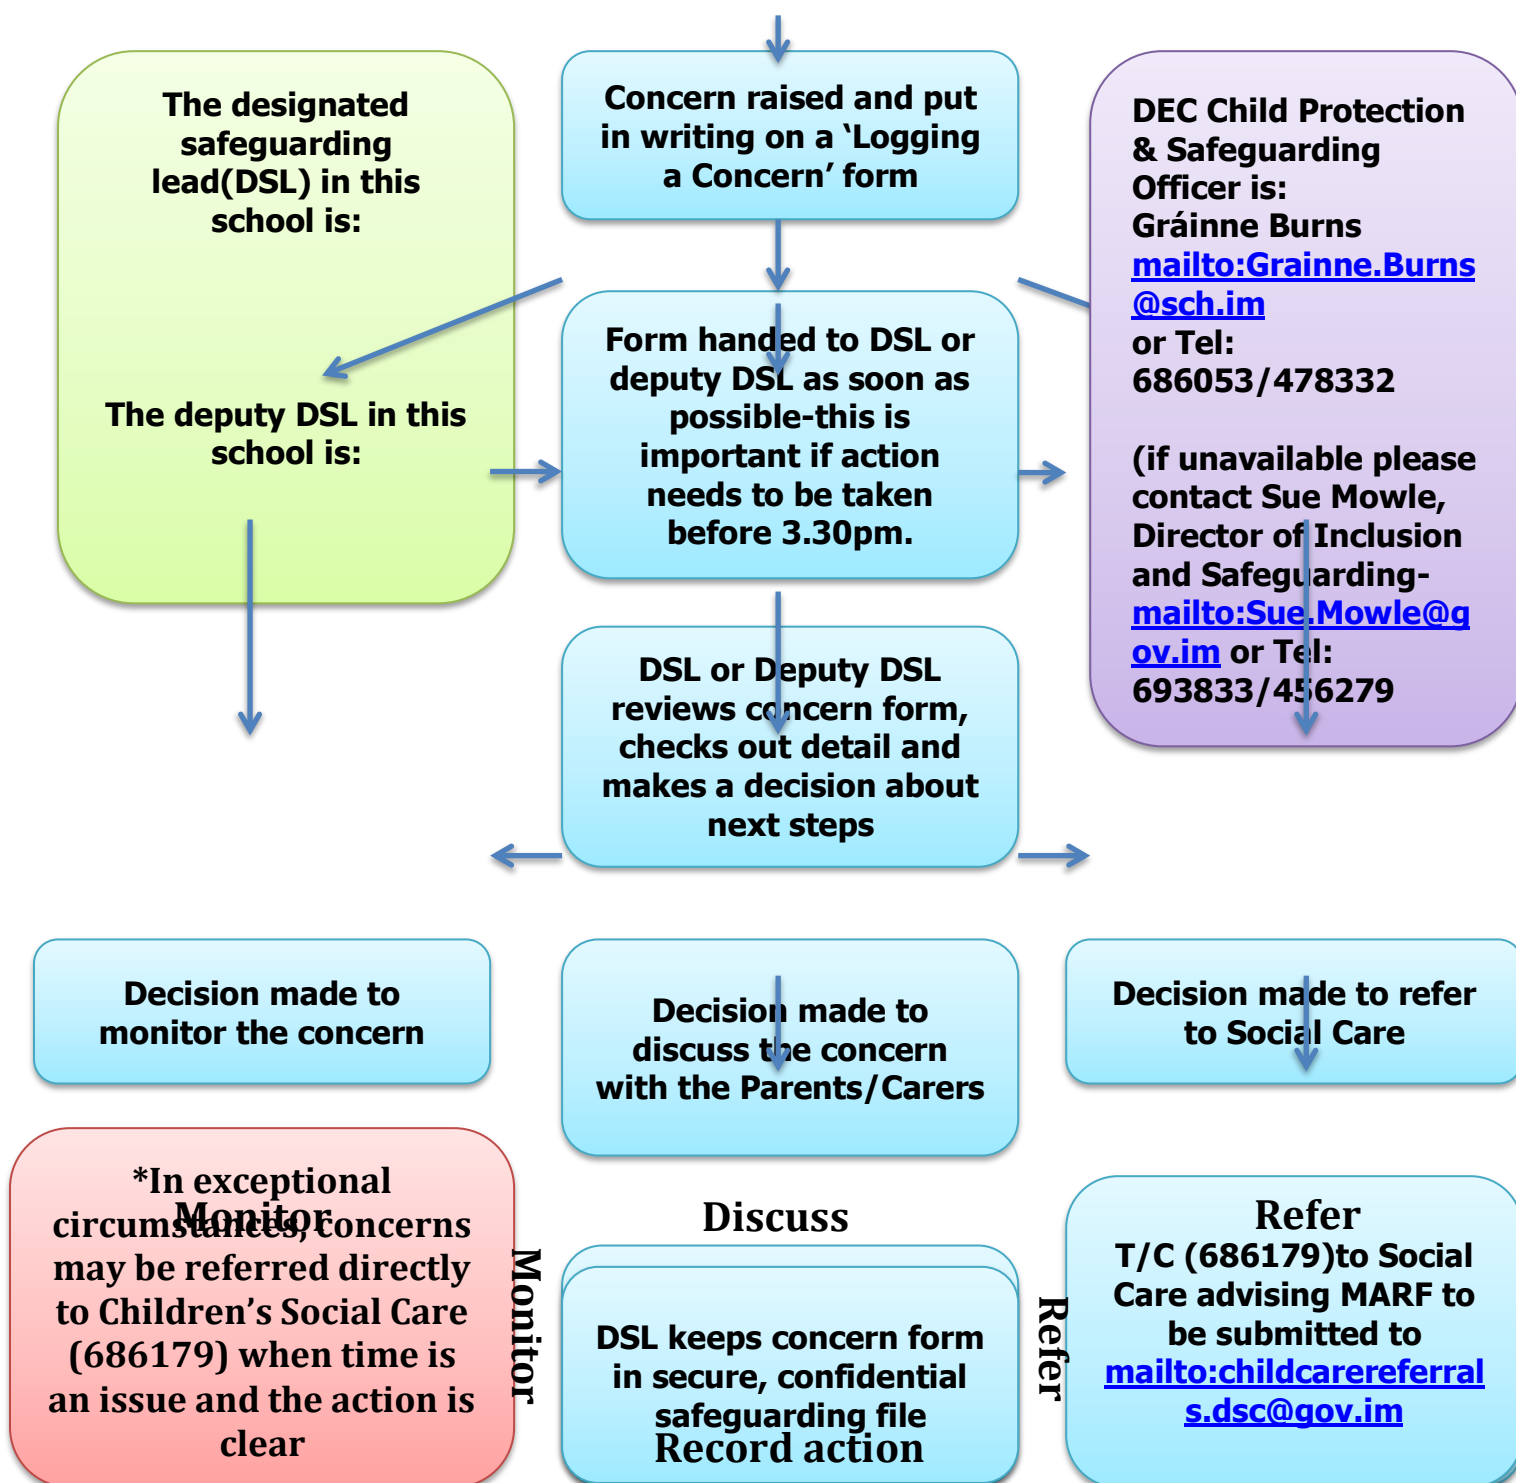 The designated
safeguarding
lead(DSL) in this
school is:
The deputy DSL in this
school is:
Concern raised and put
in writing on a ‘Logging
a Concern’ form
DEC Child Protection
& Safeguarding
Officer is:
Gráinne Burns
mailto:Grainne.Burns
@sch.im
or Tel:
686053/478332
(if unavailable please
contact Sue Mowle,
Director of Inclusion
and Safeguarding-
mailto:Sue.Mowle@g
ov.im or Tel:
693833/456279
Form handed to DSL or
deputy DSL as soon as
possible-this is
important if action
needs to be taken
before 3.30pm.
DSL or Deputy DSL
reviews concern form,
checks out detail and
makes a decision about
next steps
Decision made to
monitor the concern
Decision made to
discuss the concern
with the Parents/Carers
Decision made to refer
to Social Care
*In exceptional
circumstances, concerns
may be referred directly
to Children’s Social Care
(686179) when time is
an issue and the action is
clear
Monitor
Monitor
Discuss
DSL keeps concern form
in secure, confidential
safeguarding file
Record action
Refer
Refer
T/C (686179)to Social
Care advising MARF to
be submitted to
mailto:childcarereferral
s.dsc@gov.im